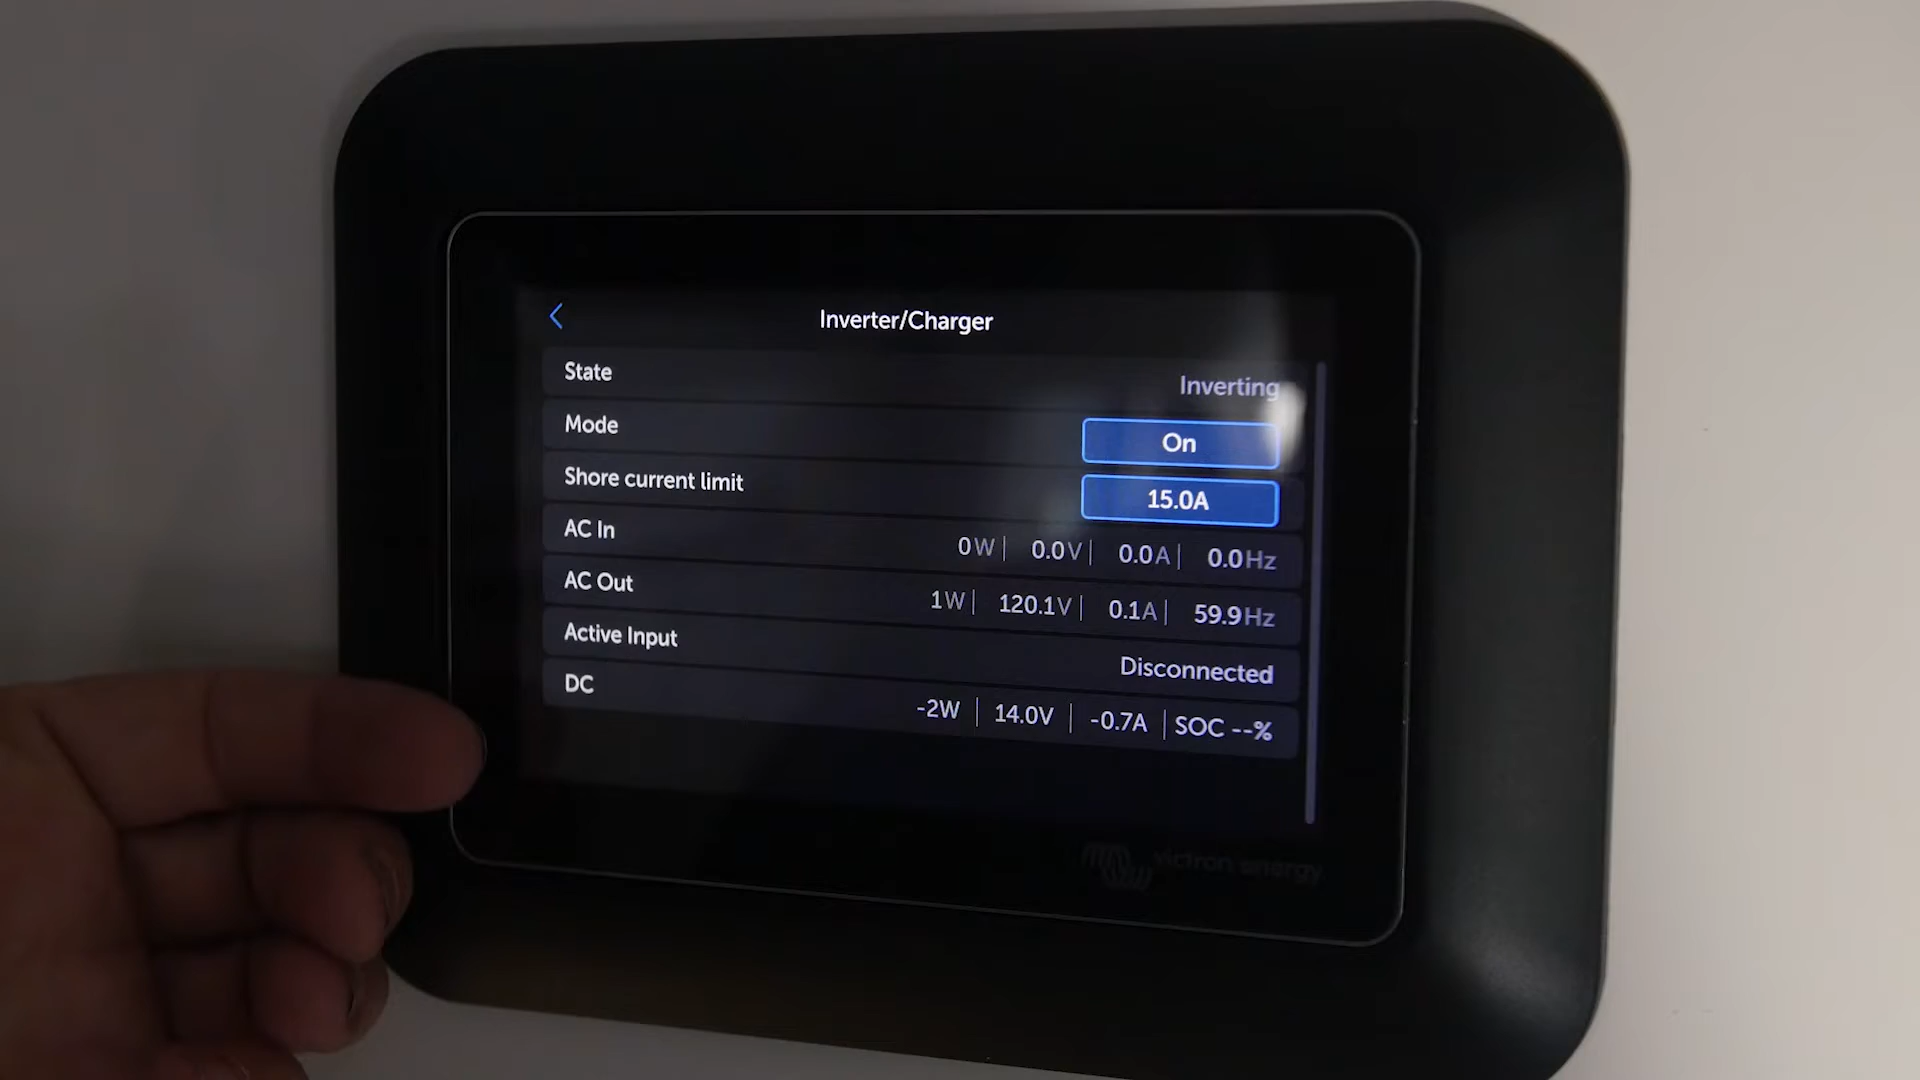 Inverter/Charger
State Inverting
Mode On
Shore current limit 15.0A
AC In 0W | 0.0V | 0.0A | 0.0Hz
AC Out 1W | 120.1V | 0.1A | 59.9Hz
Active Input Disconnected
DC -2W | 14.0V | -0.7A | SOC --%
victron energy